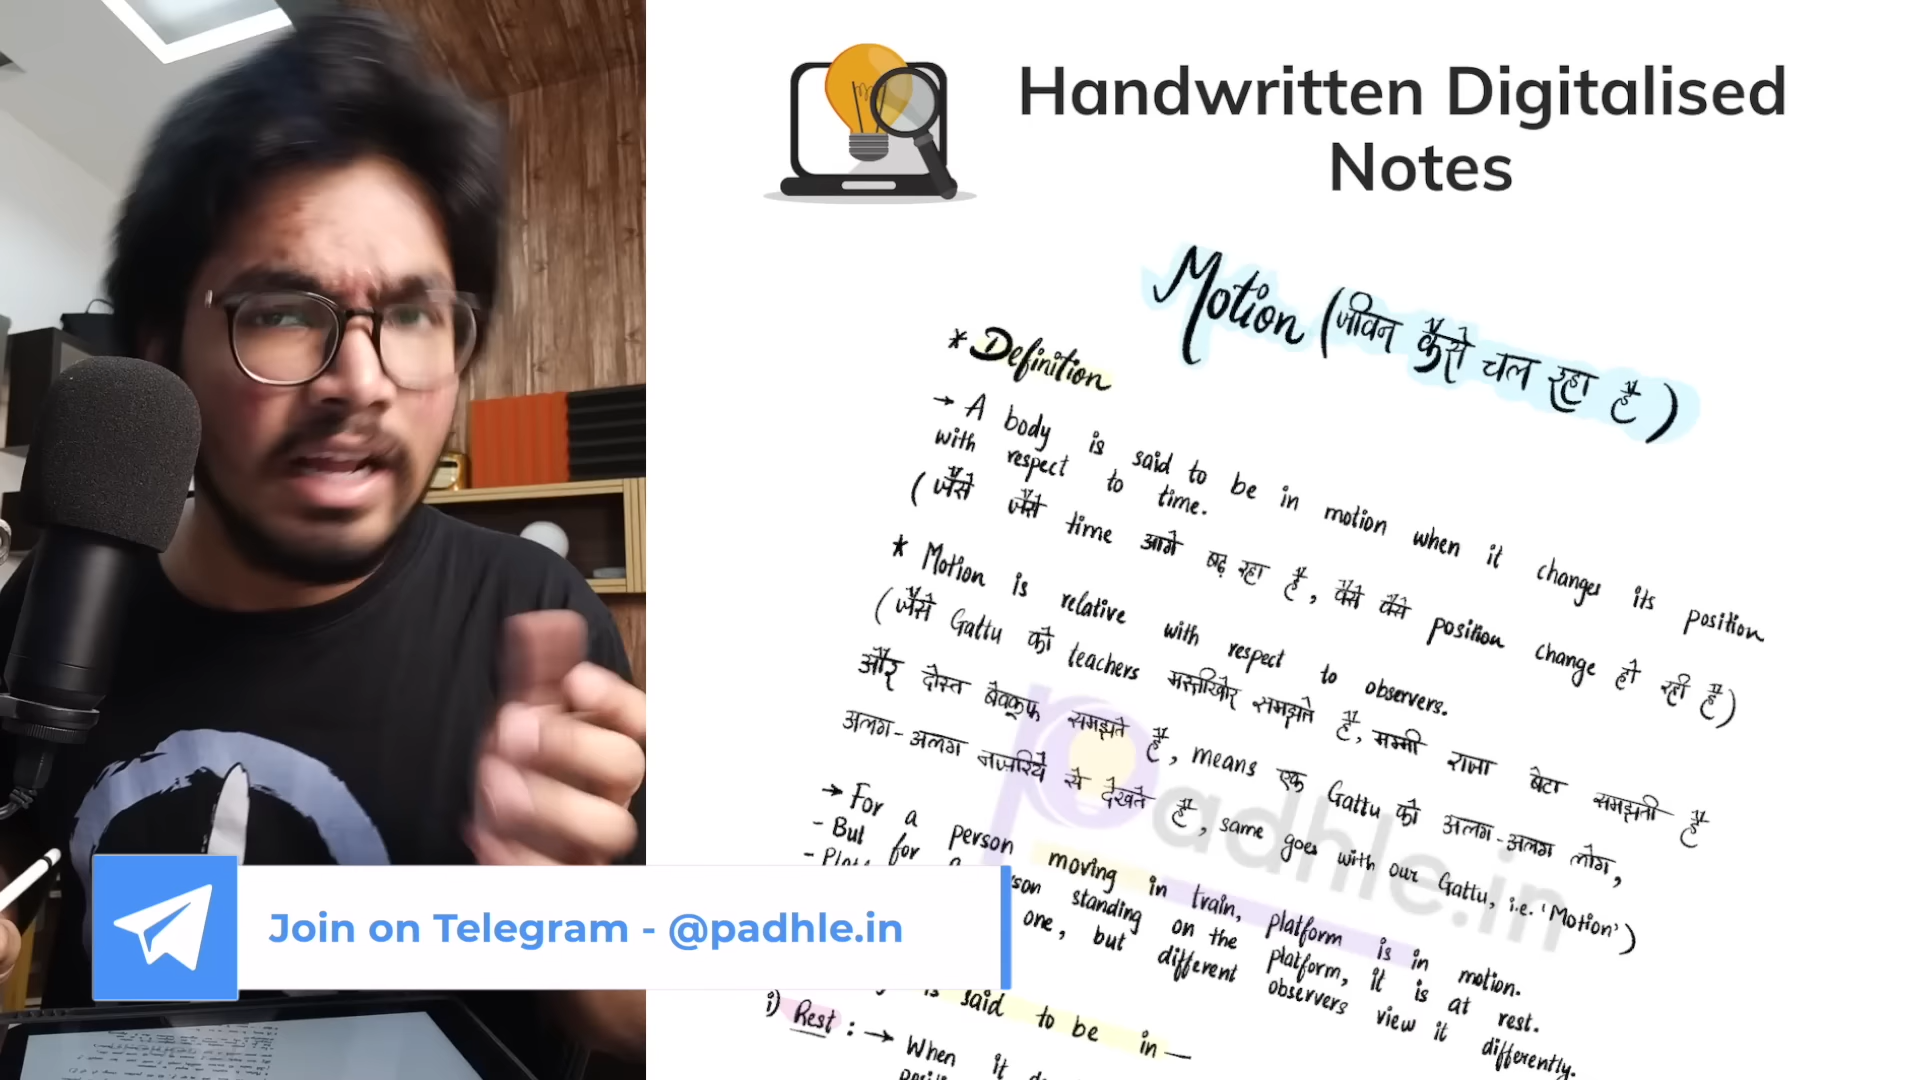 Handwritten Digitalised
Notes
Motion (जीवन कैसे चल रहा है)
* Definition
→ A body is said to be in motion when it changes its position
with respect to time.
(जैसे जैसे time आगे बढ़ रहा है, वैसे वैसे position change हो रही है)
* Motion is relative with respect to observers.
(जैसे Gattu को teachers मस्तीखोर समझते हैं, मम्मी राजा बेटा समझती है
और दोस्त बेवकूफ समझते हैं, means एक Gattu को अलग-अलग लोग,
अलग-अलग नज़रिये से देखते हैं, same goes with our Gattu, i.e. 'Motion')
→ For a person moving in train, platform is in motion.
- But for standing on the platform, it is at rest.
one, but different observers view it differently.
said to be in—
i) Rest : → When it
padhle.in
Join on Telegram - @padhle.in